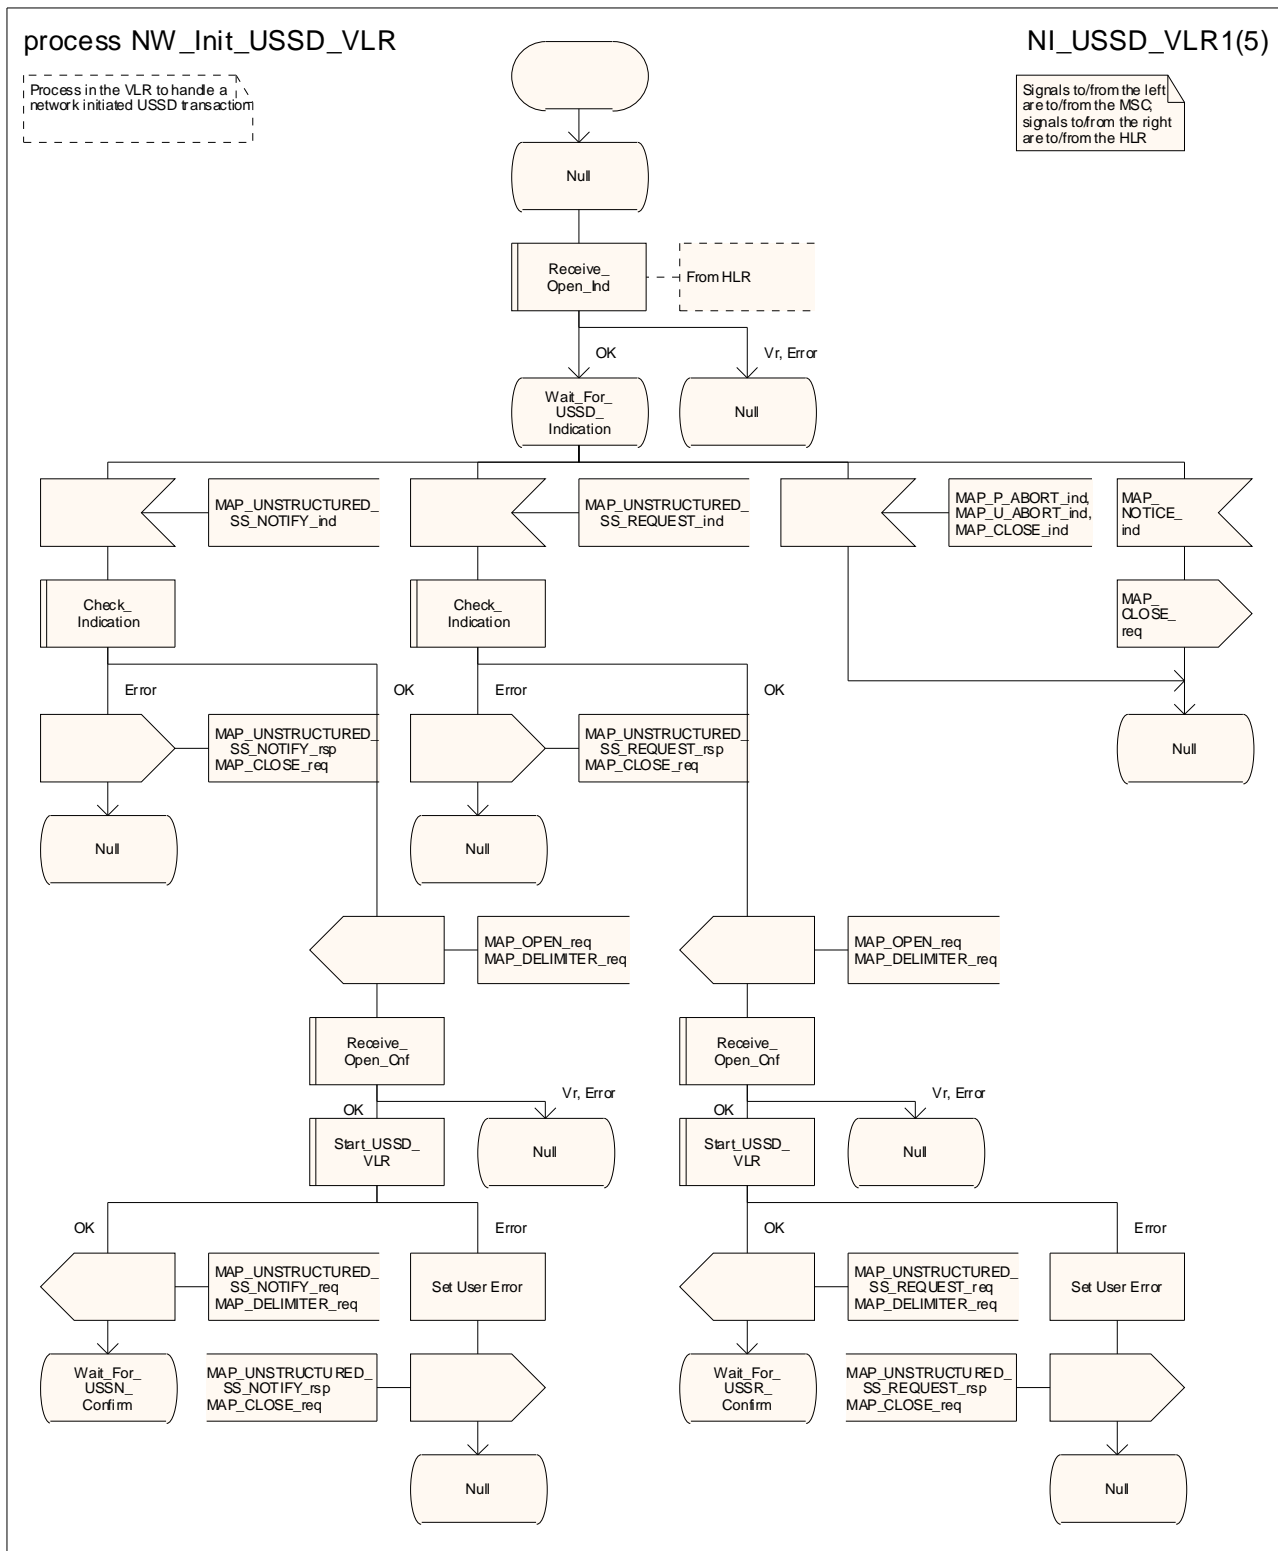 process NW_Init_USSD_VLR
NI_USSD_VLR1(5)
Process in the VLR to handle a
network initiated USSD transaction
Signals to/from the left
are to/from the MSC;
signals to/from the right
are to/from the HLR
Null
Receive_
Open_Ind
From HLR
OK
Vr, Error
Wait_For_
USSD_
Indication
Null
MAP_UNSTRUCTURED_
SS_NOTIFY_ind
MAP_UNSTRUCTURED_
SS_REQUEST_ind
MAP_P_ABORT_ind,
MAP_U_ABORT_ind,
MAP_CLOSE_ind
MAP_
NOTICE_
ind
Check_
Indication
Check_
Indication
MAP_
CLOSE_
req
Error
OK
Error
OK
MAP_UNSTRUCTURED_
SS_NOTIFY_rsp
MAP_CLOSE_req
MAP_UNSTRUCTURED_
SS_REQUEST_rsp
MAP_CLOSE_req
Null
Null
Null
MAP_OPEN_req
MAP_DELIMITER_req
MAP_OPEN_req
MAP_DELIMITER_req
Receive_
Open_Cnf
Receive_
Open_Cnf
OK
Vr, Error
OK
Vr, Error
Start_USSD_
VLR
Null
Start_USSD_
VLR
Null
OK
Error
OK
Error
MAP_UNSTRUCTURED_
SS_NOTIFY_req
MAP_DELIMITER_req
Set User Error
MAP_UNSTRUCTURED_
SS_REQUEST_req
MAP_DELIMITER_req
Set User Error
Wait_For_
USSN_
Confirm
MAP_UNSTRUCTURED_
SS_NOTIFY_rsp
MAP_CLOSE_req
Wait_For_
USSR_
Confirm
MAP_UNSTRUCTURED_
SS_REQUEST_rsp
MAP_CLOSE_req
Null
Null